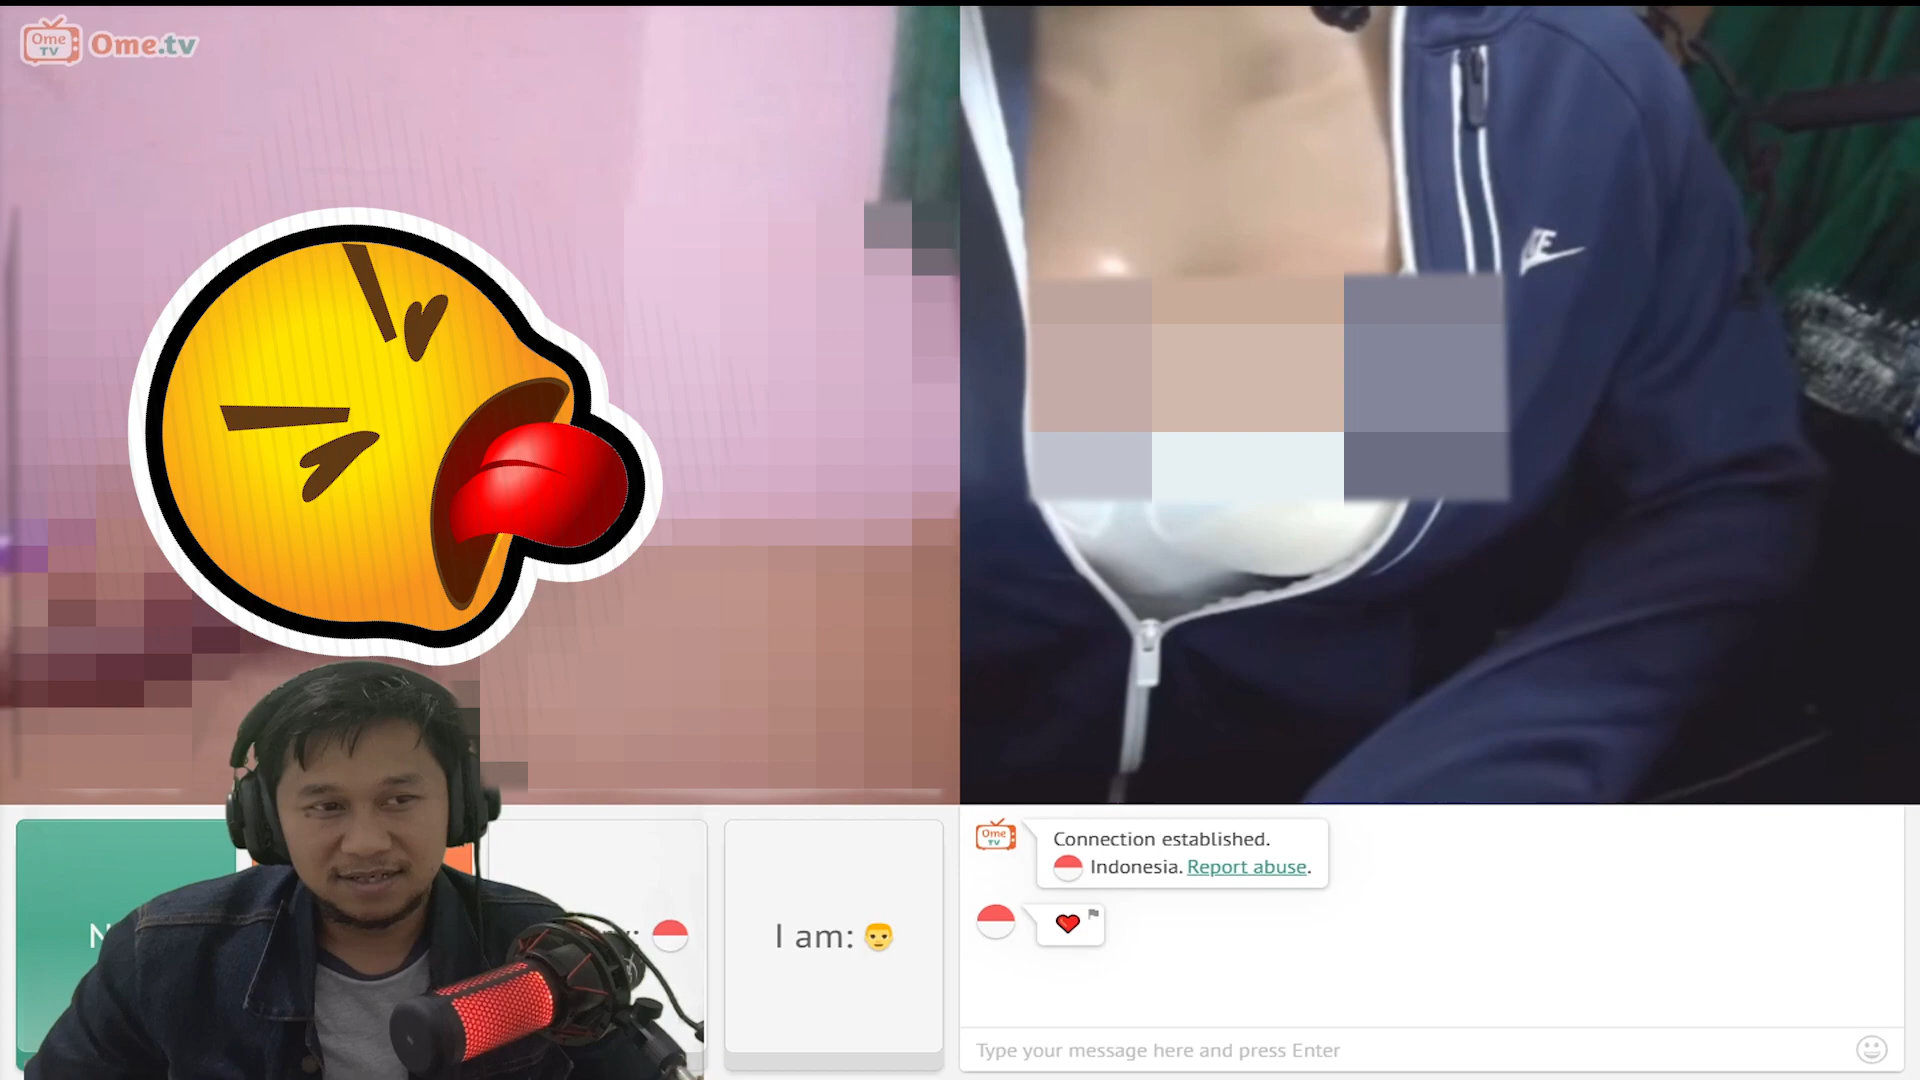 Ome TV Ome.tv
Connection established.
Indonesia. Report abuse.
I am:
Type your message here and press Enter